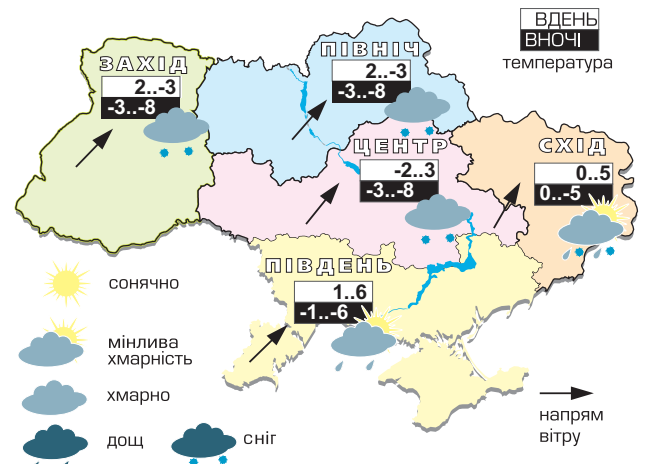 ВДЕНЬ
ВНОЧІ
температура
ЗАХІД
2..-3
-3..-8
ПІВНІЧ
2..-3
-3..-8
ЦЕНТР
-2..3
-3..-8
СХІД
0..5
0..-5
ПІВДЕНЬ
1..6
-1..-6
сонячно
мінлива
хмарність
хмарно
дощ
сніг
напрям
вітру